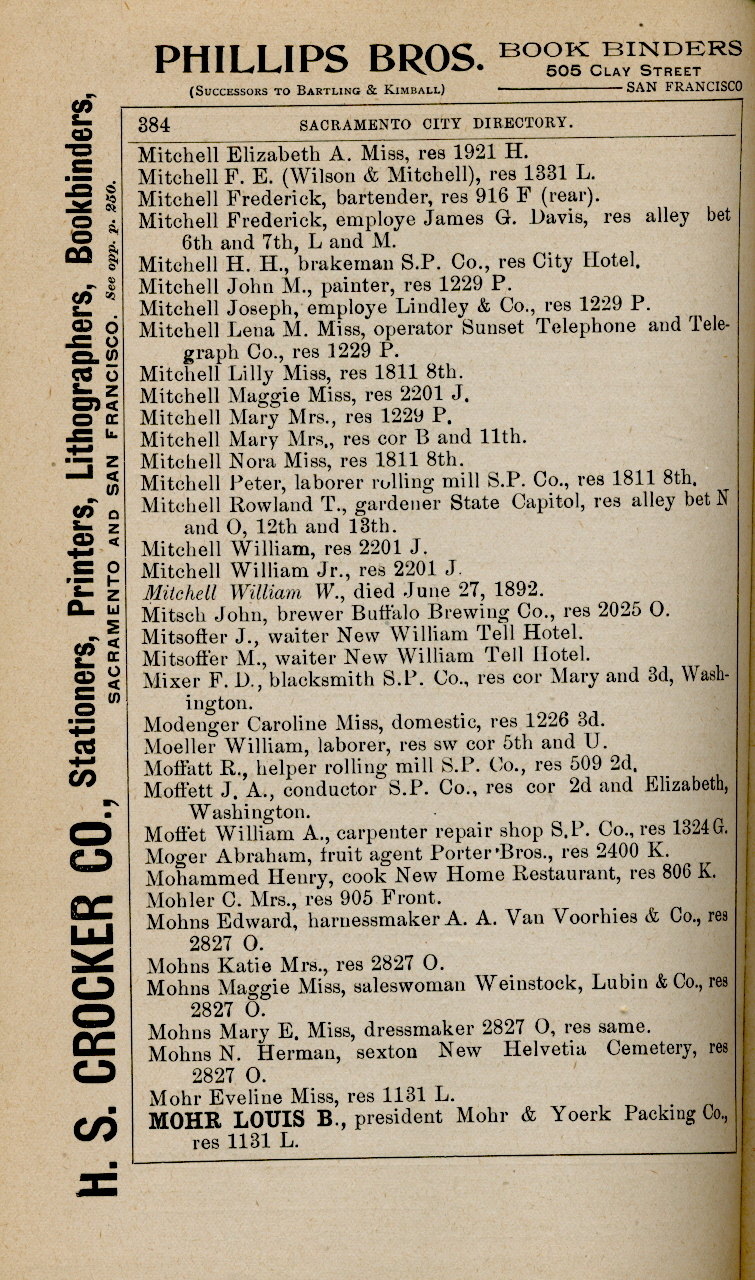 PHILLIPS BROS. BOOK BINDERS
505 CLAY STREET
(SUCCESSORS TO BARTLING & KIMBALL) SAN FRANCISCO
H. S. CROCKER CO., Stationers, Printers, Lithographers, Bookbinders,
SACRAMENTO AND SAN FRANCISCO. See opp. p. 250.
384 SACRAMENTO CITY DIRECTORY.
Mitchell Elizabeth A. Miss, res 1921 H.
Mitchell F. E. (Wilson & Mitchell), res 1331 L.
Mitchell Frederick, bartender, res 916 F (rear).
Mitchell Frederick, employe James G. Davis, res alley bet
6th and 7th, L and M.
Mitchell H. H., brakeman S.P. Co., res City Hotel.
Mitchell John M., painter, res 1229 P.
Mitchell Joseph, employe Lindley & Co., res 1229 P.
Mitchell Lena M. Miss, operator Sunset Telephone and Tele-
graph Co., res 1229 P.
Mitchell Lilly Miss, res 1811 8th.
Mitchell Maggie Miss, res 2201 J.
Mitchell Mary Mrs., res 1229 P.
Mitchell Mary Mrs., res cor B and 11th.
Mitchell Nora Miss, res 1811 8th.
Mitchell Peter, laborer rolling mill S.P. Co., res 1811 8th.
Mitchell Rowland T., gardener State Capitol, res alley bet N
and O, 12th and 13th.
Mitchell William, res 2201 J.
Mitchell William Jr., res 2201 J.
Mitchell William W., died June 27, 1892.
Mitsch John, brewer Buffalo Brewing Co., res 2025 O.
Mitsoffer J., waiter New William Tell Hotel.
Mitsoffer M., waiter New William Tell Hotel.
Mixer F. D., blacksmith S.P. Co., res cor Mary and 3d, Wash-
ington.
Modenger Caroline Miss, domestic, res 1226 3d.
Moeller William, laborer, res sw cor 5th and U.
Moffatt R., helper rolling mill S.P. Co., res 509 2d.
Moffett J. A., conductor S.P. Co., res cor 2d and Elizabeth,
Washington.
Moffet William A., carpenter repair shop S.P. Co., res 1324 G.
Moger Abraham, fruit agent Porter Bros., res 2400 K.
Mohammed Henry, cook New Home Restaurant, res 806 K.
Mohler C. Mrs., res 905 Front.
Mohns Edward, harnessmaker A. A. Van Voorhies & Co., res
2827 O.
Mohns Katie Mrs., res 2827 O.
Mohns Maggie Miss, saleswoman Weinstock, Lubin & Co., res
2827 O.
Mohns Mary E. Miss, dressmaker 2827 O, res same.
Mohns N. Herman, sexton New Helvetia Cemetery, res
2827 O.
Mohr Eveline Miss, res 1131 L.
MOHR LOUIS B., president Mohr & Yoerk Packing Co.,
res 1131 L.